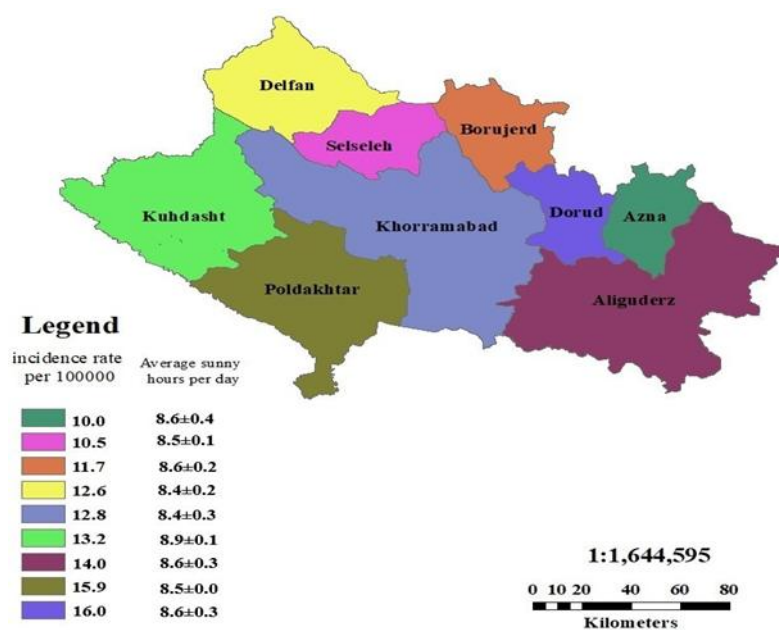 Delfan
Borujerd
Selseleh
Kuhdasht
Khorramabad
Dorud
Azna
Poldakhtar
Aliguderz
Legend
incidence rate
per 100000
Average sunny
hours per day
10.0 8.6±0.4
10.5 8.5±0.1
11.7 8.6±0.2
12.6 8.4±0.2
12.8 8.4±0.3
13.2 8.9±0.1
14.0 8.6±0.3
15.9 8.5±0.0
16.0 8.6±0.3
1:1,644,595
0 5 10 20 40 60 80
Kilometers